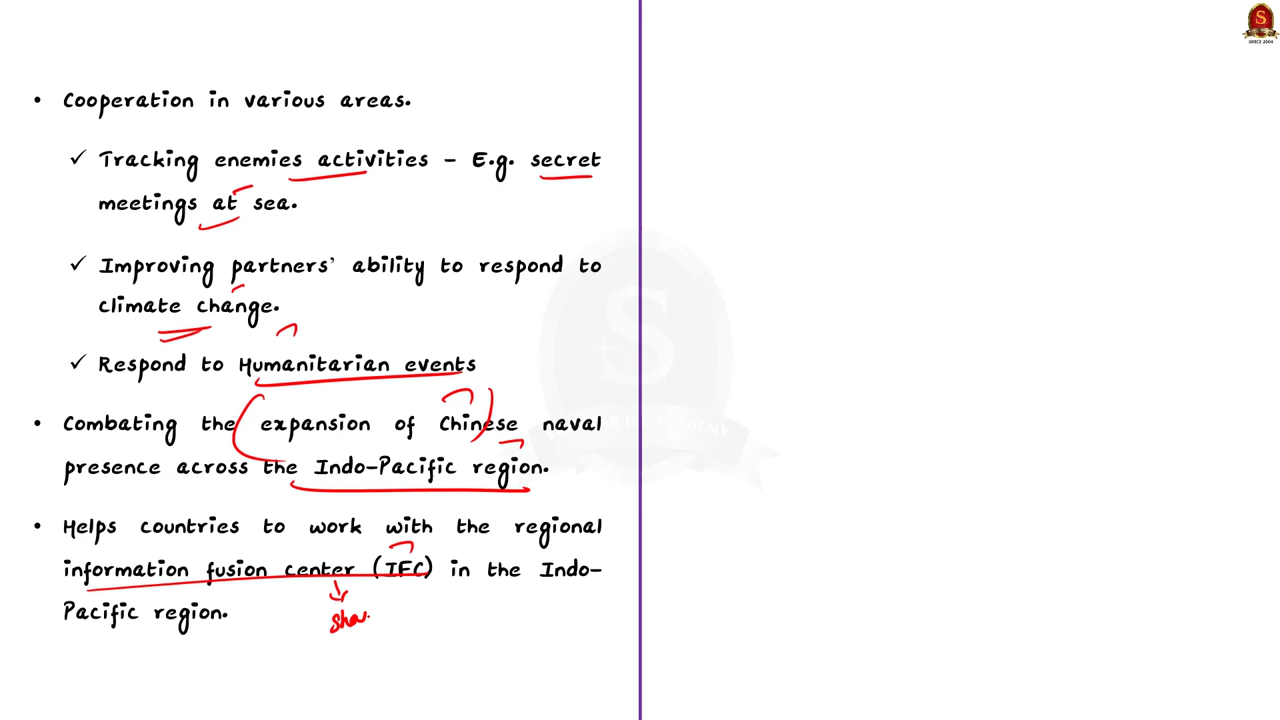 S
SINCE 2004
• Cooperation in various areas.
✓ Tracking enemies activities – E.g. secret
meetings at sea.
✓ Improving partners' ability to respond to
climate change.
✓ Respond to Humanitarian events
• Combating the expansion of Chinese naval
presence across the Indo-Pacific region.
• Helps countries to work with the regional
information fusion center (IFC) in the Indo-
Pacific region.